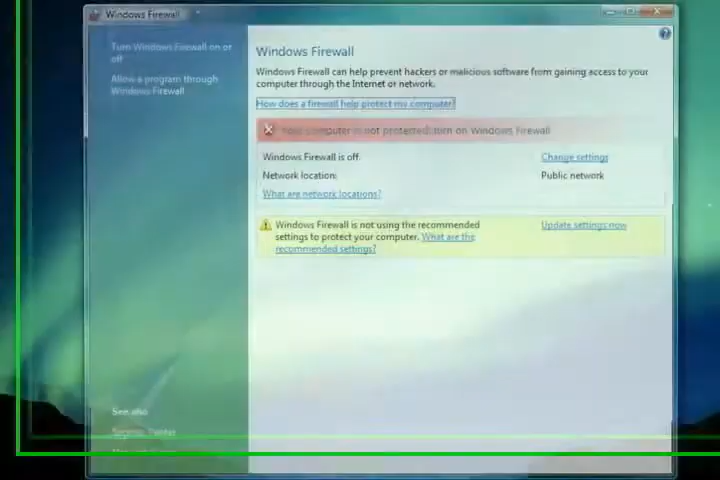 Windows Firewall
Turn Windows Firewall on or
off
Allow a program through
Windows Firewall
Windows Firewall
Windows Firewall can help prevent hackers or malicious software from gaining access to your
computer through the Internet or network.
How does a firewall help protect my computer?
Your computer is not protected; turn on Windows Firewall
Windows Firewall is off.
Change settings
Network location:
Public network
What are network locations?
Windows Firewall is not using the recommended
settings to protect your computer. What are the
recommended settings?
Update settings now
See also
Security Center